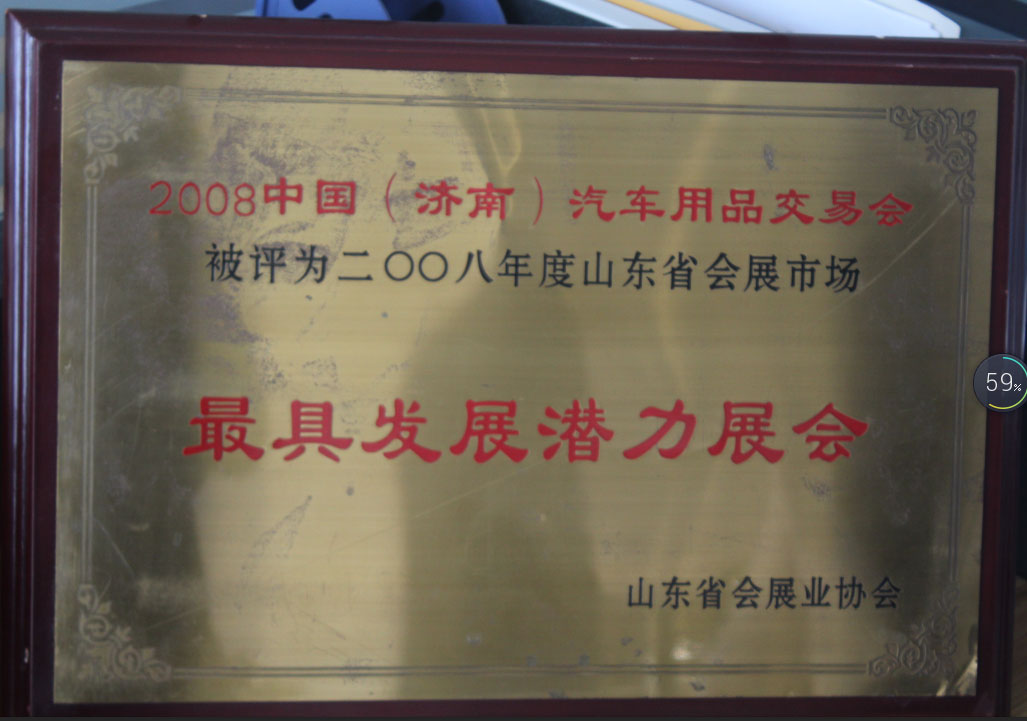 2008中国（济南）汽车用品交易会
被评为二〇〇八年度山东省会展市场
最具发展潜力展会
山东省会展业协会
59%